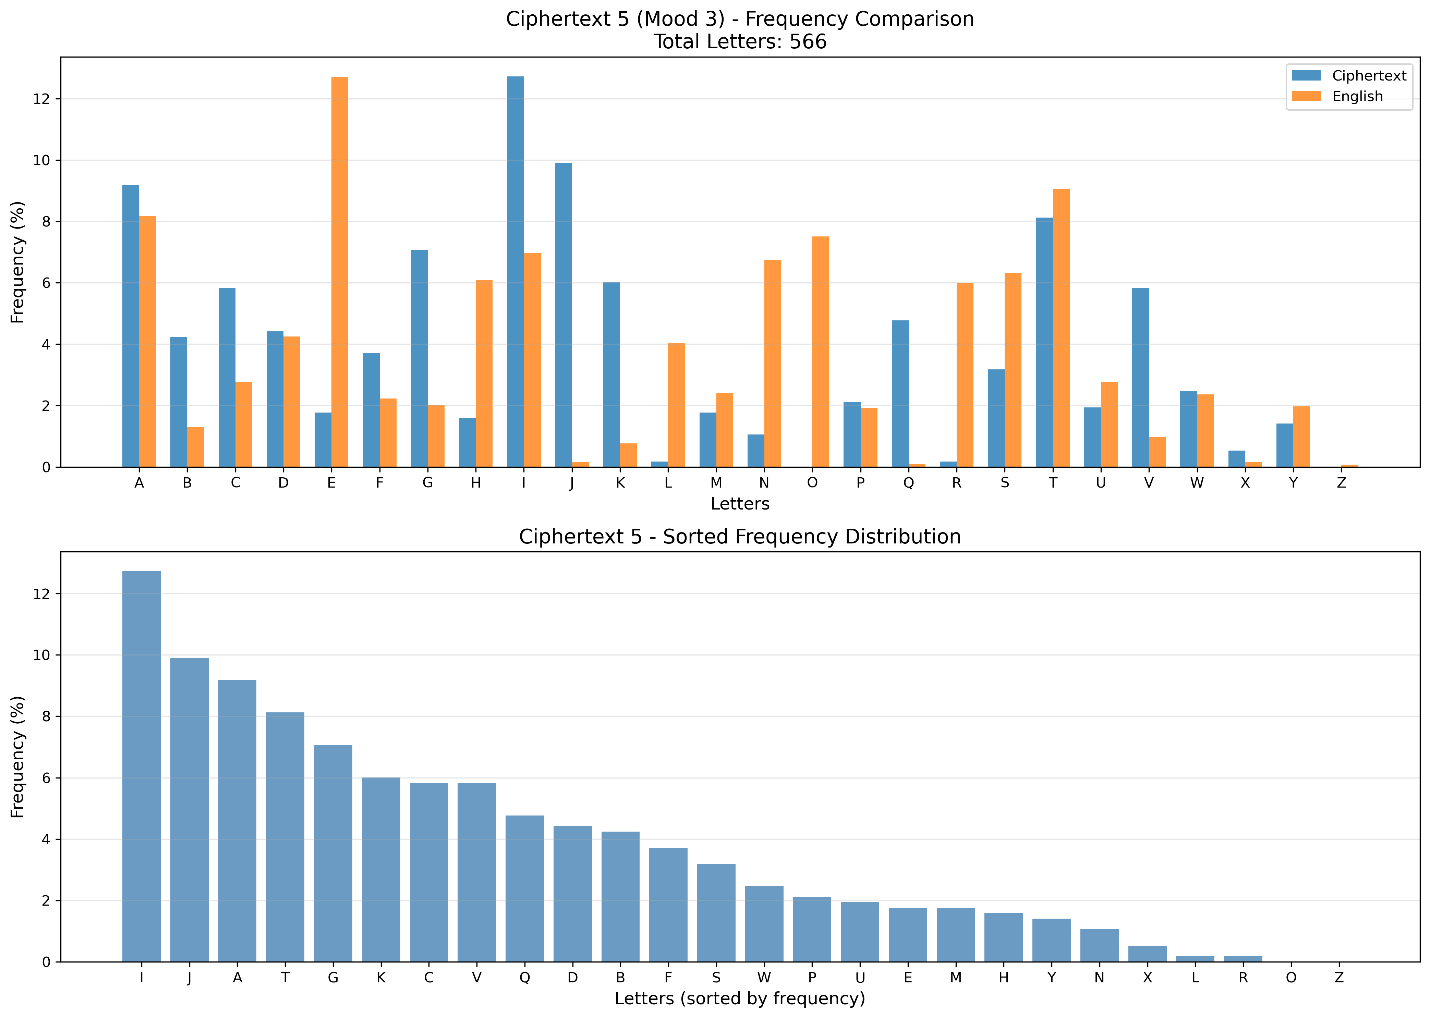 Ciphertext 5 (Mood 3) - Frequency Comparison
Total Letters: 566
Ciphertext
English
Frequency (%)
12
10
8
6
4
2
0
A B C D E F G H I J K L M N O P Q R S T U V W X Y Z
Letters
Ciphertext 5 - Sorted Frequency Distribution
Frequency (%)
12
10
8
6
4
2
0
I J A T G K C V Q D B F S W P U E M H Y N X L R O Z
Letters (sorted by frequency)